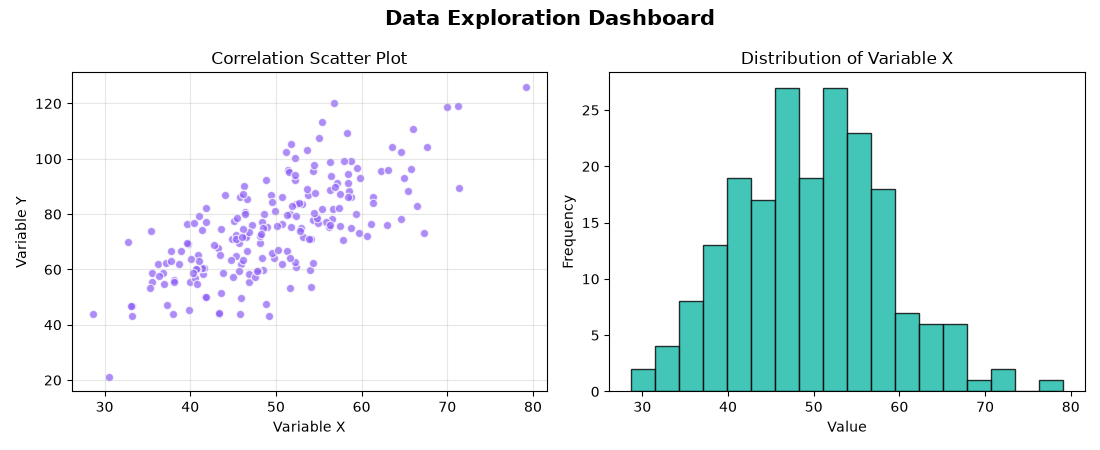 Data Exploration Dashboard
Correlation Scatter Plot
120
100
80
60
40
20
Variable Y
30 40 50 60 70 80
Variable X
Distribution of Variable X
25
20
15
10
5
0
Frequency
30 40 50 60 70 80
Value